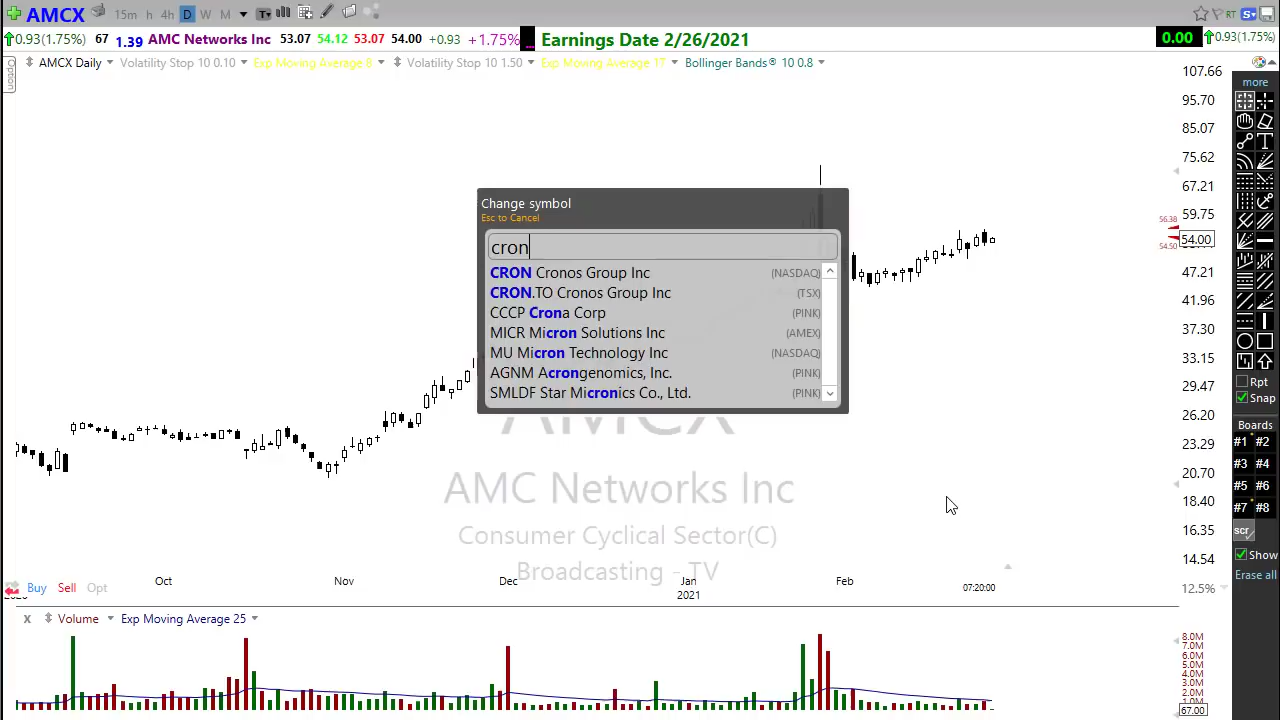 AMCX 15m h 4h D W M T RT S
0.93(1.75%) 67 1.39 AMC Networks Inc 53.07 54.12 53.07 54.00 +0.93 +1.75% Earnings Date 2/26/2021 0.00 0.93(1.75%)
Option
AMCX Daily Volatility Stop 10 0.10 Exp Moving Average 8 Volatility Stop 10 1.50 Exp Moving Average 17 Bollinger Bands® 10 0.8
107.66
95.70
85.07
75.62
67.21
59.75
56.38
54.00
54.50
47.21
41.96
37.30
33.15
29.47
26.20
23.29
20.70
18.40
16.35
14.54
12.5%
more
T
Rpt
Snap
Boards
#1 #2
#3 #4
#5 #6
#7 #8
scr
Show
Erase all
Change symbol
Esc to Cancel
cron
CRON Cronos Group Inc (NASDAQ)
CRON.TO Cronos Group Inc (TSX)
CCCP Crona Corp (PINK)
MICR Micron Solutions Inc (AMEX)
MU Micron Technology Inc (NASDAQ)
AGNM Acrongenomics, Inc. (PINK)
SMLDF Star Micronics Co., Ltd. (PINK)
AMCX
AMC Networks Inc
Consumer Cyclical Sector(C)
Broadcasting - TV
Buy Sell Opt
Oct Nov Dec Jan Feb 07:20:00
2021
X Volume Exp Moving Average 25
8.0M
7.0M
6.0M
5.0M
4.0M
3.0M
2.0M
67.00